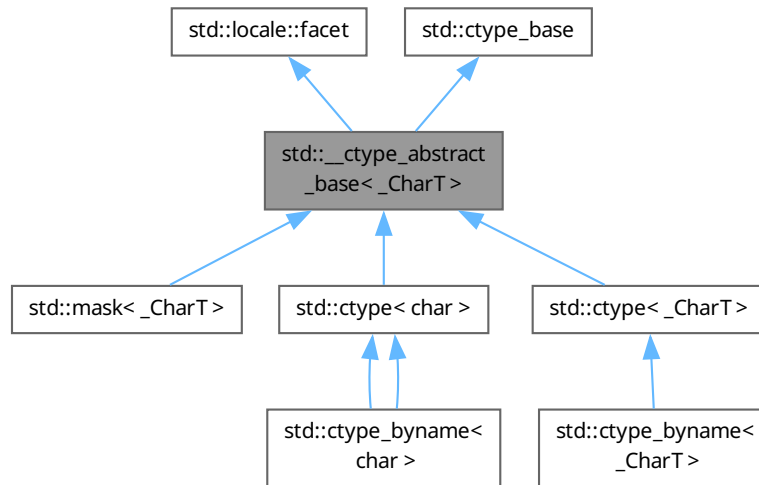 std::locale::facet
std::ctype_base
std::__ctype_abstract
_base< _CharT >
std::mask< _CharT >
std::ctype< char >
std::ctype< _CharT >
std::ctype_byname<
char >
std::ctype_byname<
_CharT >